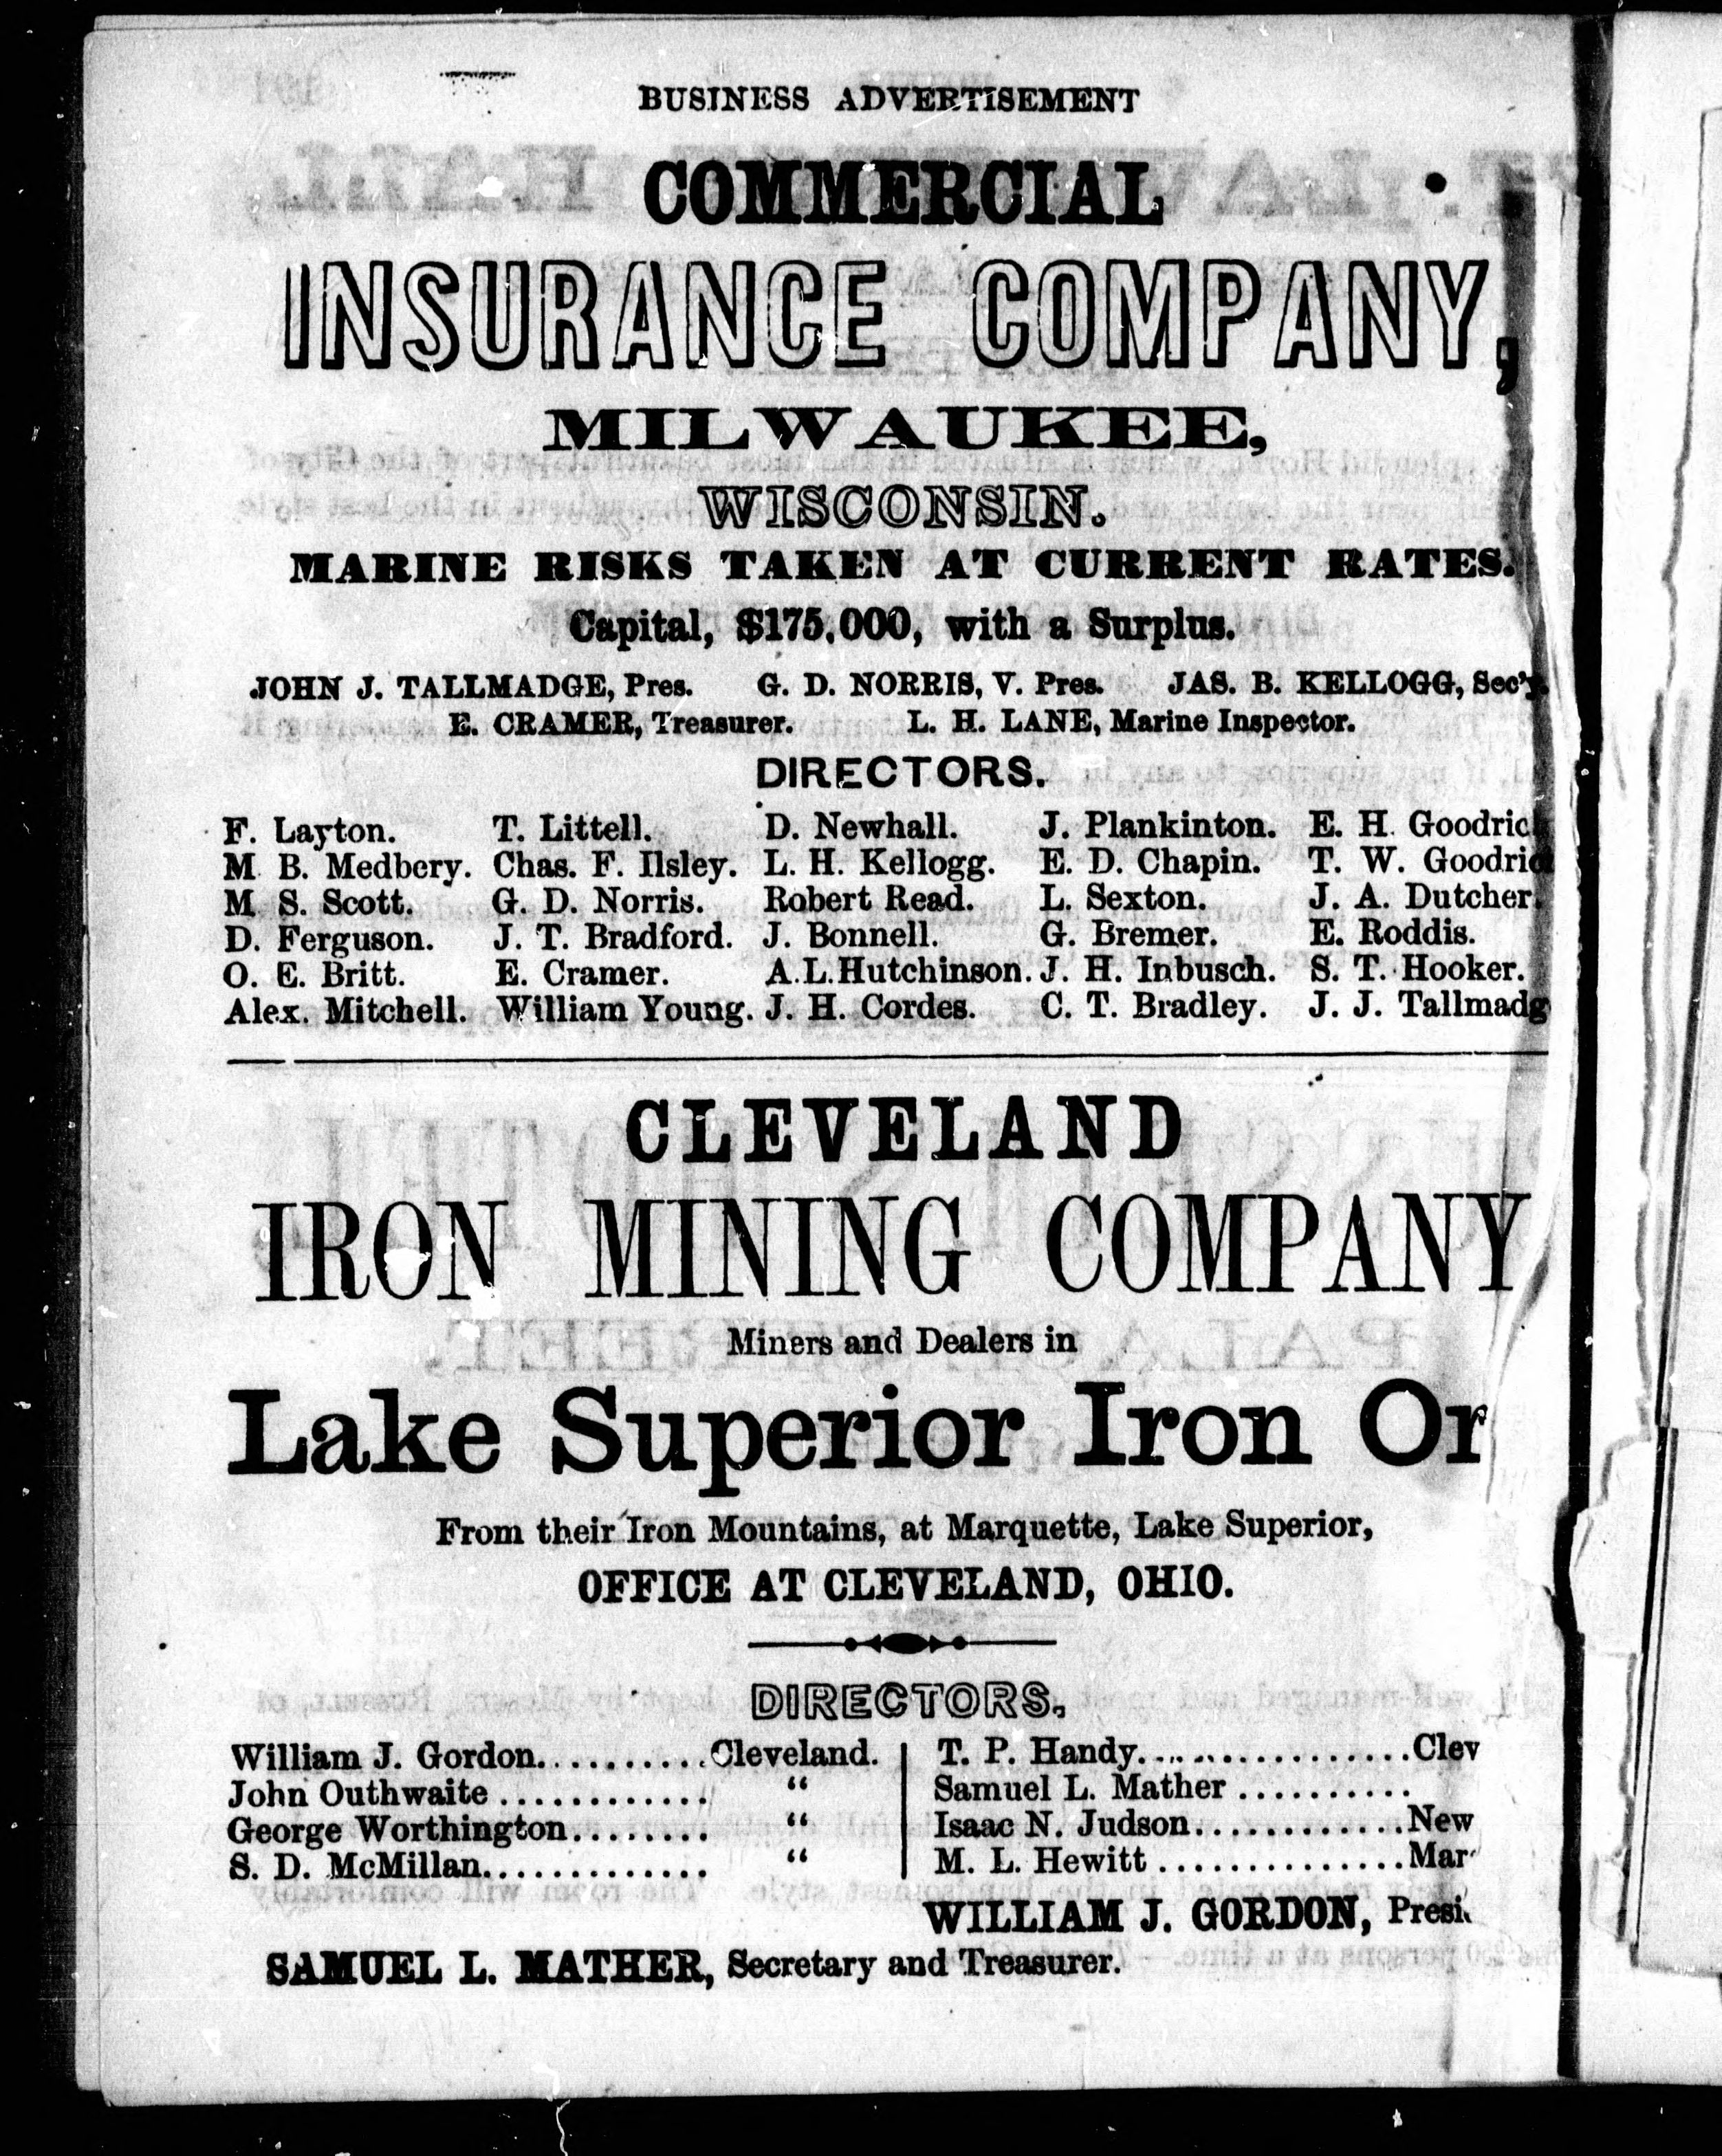 BUSINESS ADVERTISEMENT
COMMERCIAL
INSURANCE COMPANY,
MILWAUKEE,
WISCONSIN.
MARINE RISKS TAKEN AT CURRENT RATES.
Capital, $175,000, with a Surplus.
JOHN J. TALLMADGE, Pres. G. D. NORRIS, V. Pres. JAS. B. KELLOGG, Sec'y.
E. CRAMER, Treasurer. L. H. LANE, Marine Inspector.
DIRECTORS.
F. Layton. T. Littell. D. Newhall. J. Plankinton. E. H. Goodric
M. B. Medbery. Chas. F. Ilsley. L. H. Kellogg. E. D. Chapin. T. W. Goodric
M. S. Scott. G. D. Norris. Robert Read. L. Sexton. J. A. Dutcher.
D. Ferguson. J. T. Bradford. J. Bonnell. G. Bremer. E. Roddis.
O. E. Britt. E. Cramer. A.L.Hutchinson. J. H. Inbusch. S. T. Hooker.
Alex. Mitchell. William Young. J. H. Cordes. C. T. Bradley. J. J. Tallmadg
CLEVELAND
IRON MINING COMPANY
Miners and Dealers in
Lake Superior Iron Or
From their Iron Mountains, at Marquette, Lake Superior,
OFFICE AT CLEVELAND, OHIO.
DIRECTORS.
William J. Gordon..........Cleveland. T. P. Handy.................Clev
John Outhwaite ............. " Samuel L. Mather ...........
George Worthington........ " Isaac N. Judson.............New
S. D. McMillan.............. " M. L. Hewitt ...............Mar
WILLIAM J. GORDON, Presi
SAMUEL L. MATHER, Secretary and Treasurer.